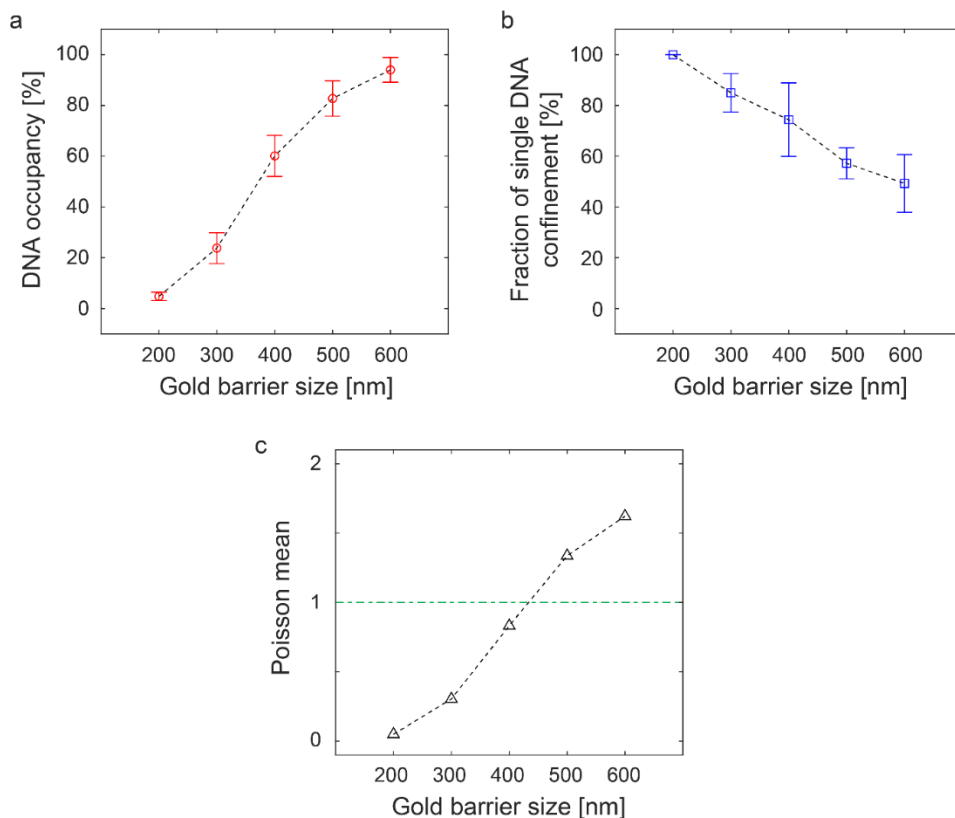 a
DNA occupancy [%]
100
80
60
40
20
0
200 300 400 500 600
Gold barrier size [nm]
b
Fraction of single DNA
confinement [%]
100
80
60
40
20
0
200 300 400 500 600
Gold barrier size [nm]
c
Poisson mean
2
1
0
200 300 400 500 600
Gold barrier size [nm]